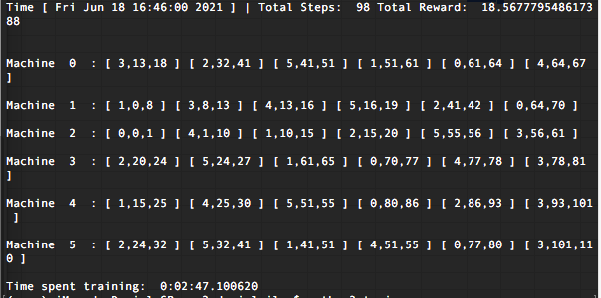 Time [ Fri Jun 18 16:46:00 2021 ] | Total Steps:  98 Total Reward:  18.5677795486173
88
Machine  0  : [ 3,13,18 ] [ 2,32,41 ] [ 5,41,51 ] [ 1,51,61 ] [ 0,61,64 ] [ 4,64,67
]
Machine  1  : [ 1,0,8 ] [ 3,8,13 ] [ 4,13,16 ] [ 5,16,19 ] [ 2,41,42 ] [ 0,64,70 ]
Machine  2  : [ 0,0,1 ] [ 4,1,10 ] [ 1,10,15 ] [ 2,15,20 ] [ 5,55,56 ] [ 3,56,61 ]
Machine  3  : [ 2,20,24 ] [ 5,24,27 ] [ 1,61,65 ] [ 0,70,77 ] [ 4,77,78 ] [ 3,78,81
]
Machine  4  : [ 1,15,25 ] [ 4,25,30 ] [ 5,51,55 ] [ 0,80,86 ] [ 2,86,93 ] [ 3,93,101
]
Machine  5  : [ 2,24,32 ] [ 5,32,41 ] [ 1,41,51 ] [ 4,51,55 ] [ 0,77,80 ] [ 3,101,11
0 ]
Time spent training:  0:02:47.100620